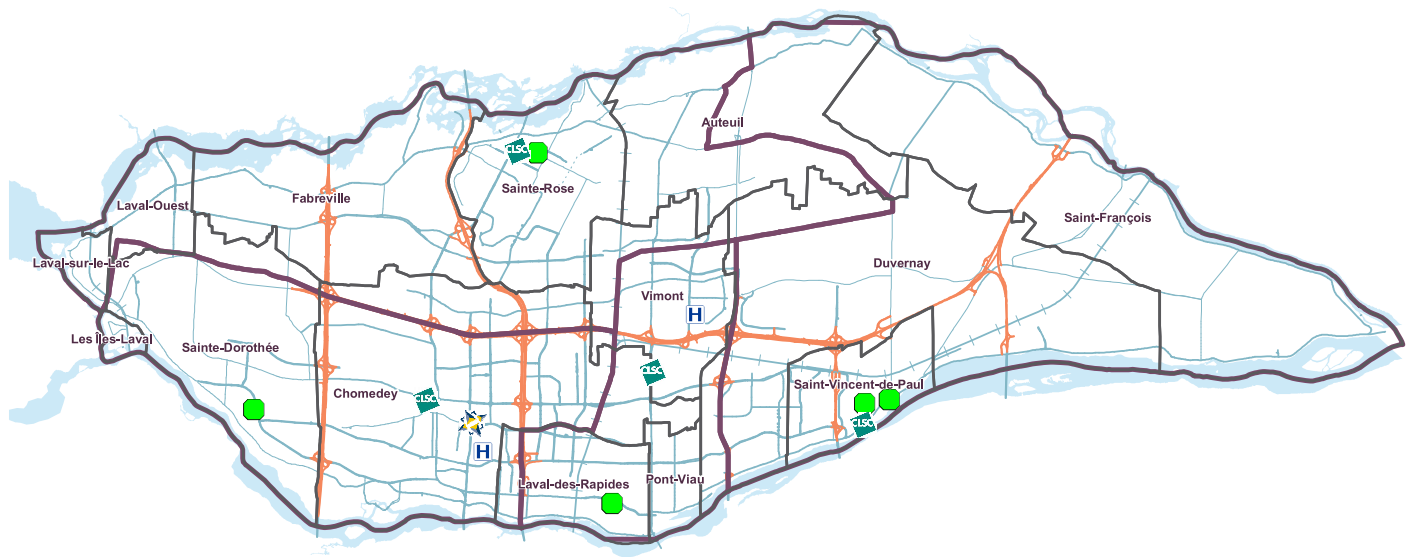 Auteuil
CLSC
Sainte-Rose
Fabreville
Laval-Ouest
Saint-François
Laval-sur-le-Lac
Duvernay
Vimont
H
Les Îles-Laval
Sainte-Dorothée
CLSC
Saint-Vincent-de-Paul
Chomedey
CLSC
CLSC
H
Pont-Viau
Laval-des-Rapides